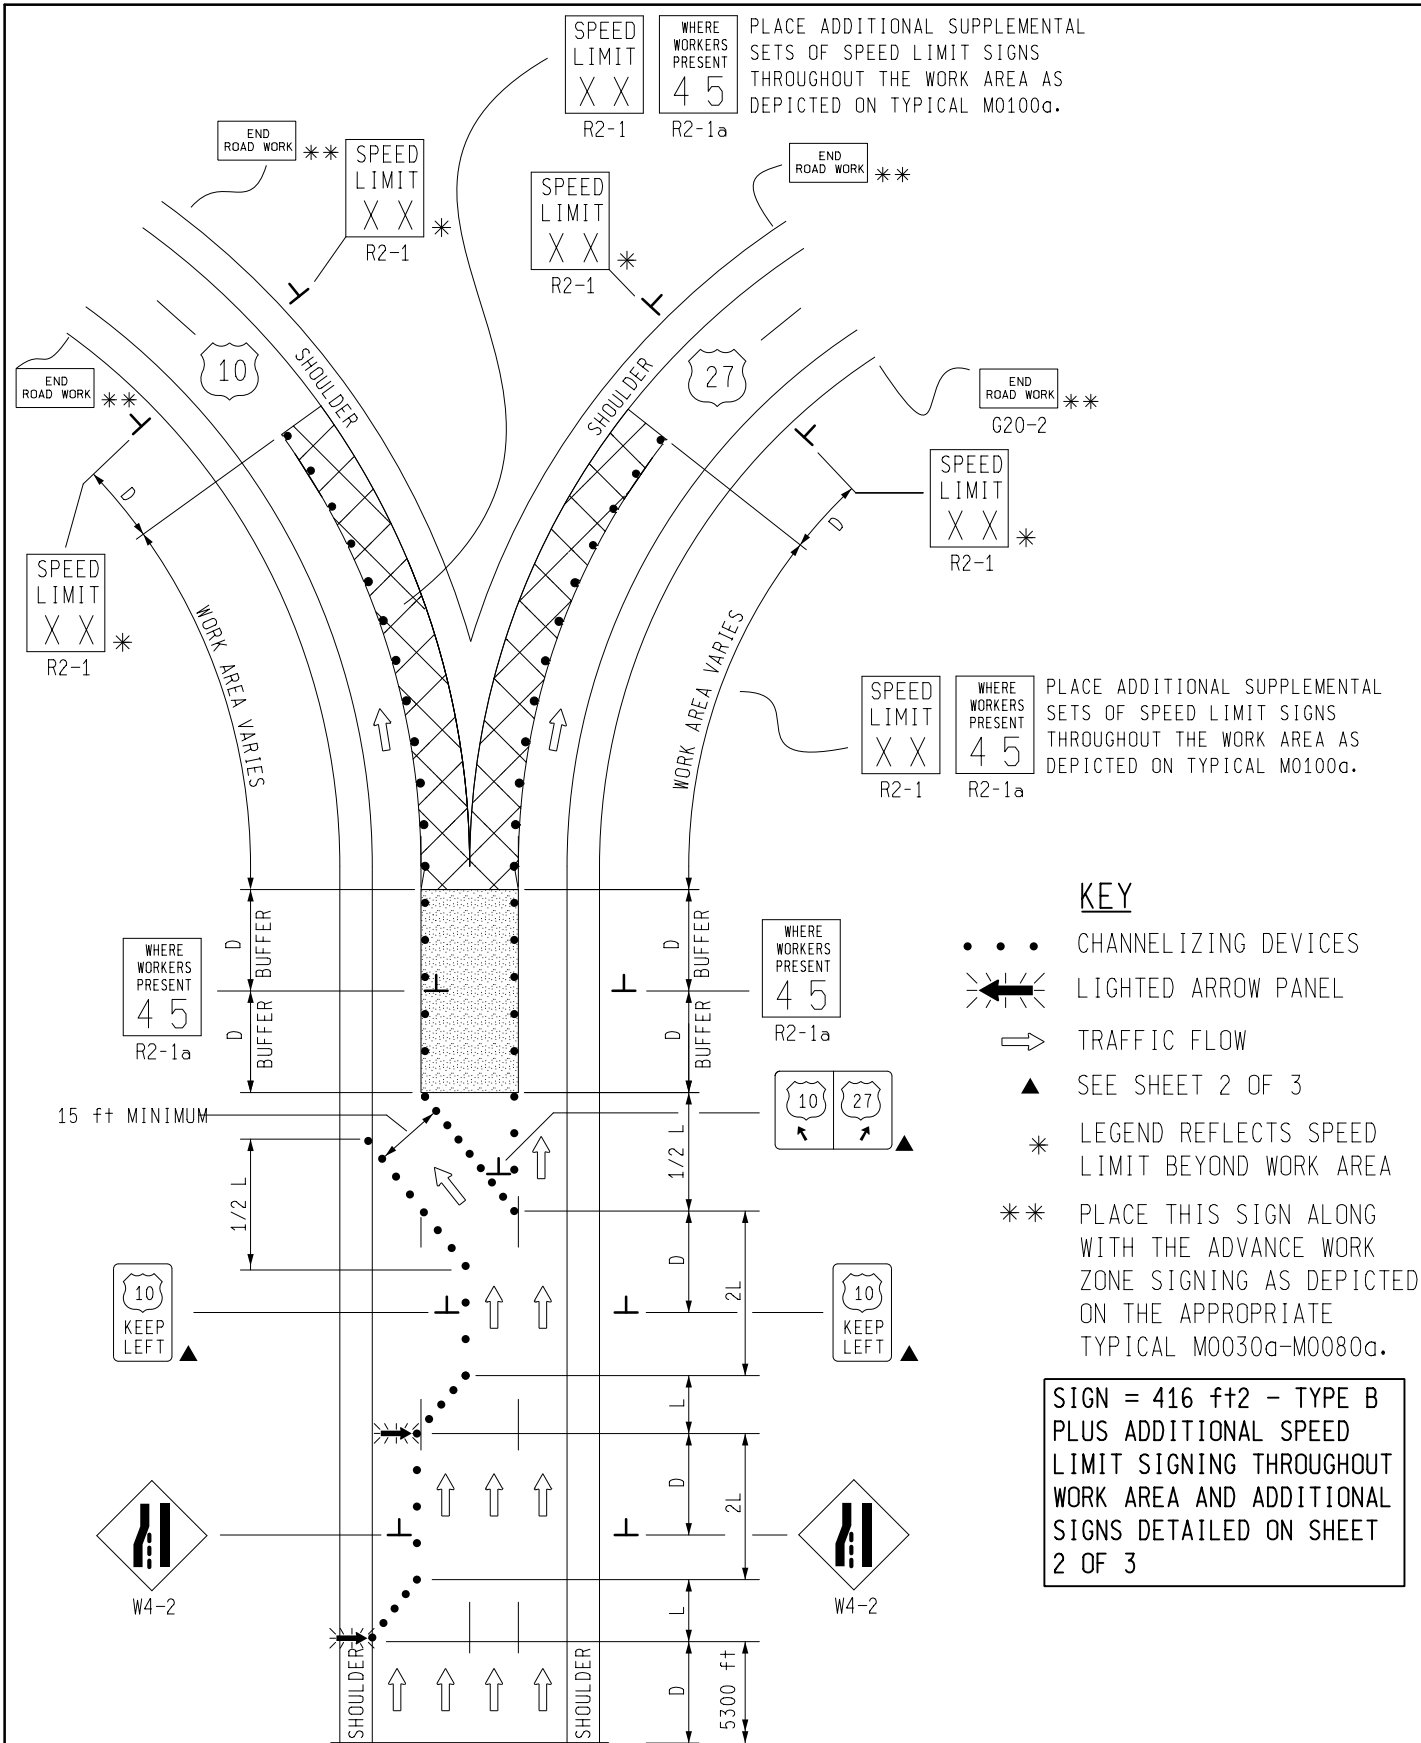 SPEED
LIMIT
X X
R2-1
WHERE
WORKERS
PRESENT
4 5
R2-1a
PLACE ADDITIONAL SUPPLEMENTAL
SETS OF SPEED LIMIT SIGNS
THROUGHOUT THE WORK AREA AS
DEPICTED ON TYPICAL M0100a.
END
ROAD WORK
**
SPEED
LIMIT
X X
*
R2-1
SPEED
LIMIT
X X
*
R2-1
END
ROAD WORK
**
10
SHOULDER
SHOULDER
27
END
ROAD WORK
**
END
ROAD WORK
**
G20-2
D
D
SPEED
LIMIT
X X
*
R2-1
SPEED
LIMIT
X X
*
R2-1
WORK AREA VARIES
WORK AREA VARIES
SPEED
LIMIT
X X
R2-1
WHERE
WORKERS
PRESENT
4 5
R2-1a
PLACE ADDITIONAL SUPPLEMENTAL
SETS OF SPEED LIMIT SIGNS
THROUGHOUT THE WORK AREA AS
DEPICTED ON TYPICAL M0100a.
D
BUFFER
D
BUFFER
WHERE
WORKERS
PRESENT
4 5
R2-1a
WHERE
WORKERS
PRESENT
4 5
R2-1a
D
BUFFER
D
BUFFER
15 ft MINIMUM
1/2 L
1/2 L
10
27
10
KEEP
LEFT
10
KEEP
LEFT
D
2L
L
D
2L
W4-2
W4-2
L
SHOULDER
SHOULDER
D
5300 ft
KEY
CHANNELIZING DEVICES
LIGHTED ARROW PANEL
TRAFFIC FLOW
SEE SHEET 2 OF 3
* LEGEND REFLECTS SPEED
LIMIT BEYOND WORK AREA
** PLACE THIS SIGN ALONG
WITH THE ADVANCE WORK
ZONE SIGNING AS DEPICTED
ON THE APPROPRIATE
TYPICAL M0030a-M0080a.
SIGN = 416 ft2 - TYPE B
PLUS ADDITIONAL SPEED
LIMIT SIGNING THROUGHOUT
WORK AREA AND ADDITIONAL
SIGNS DETAILED ON SHEET
2 OF 3